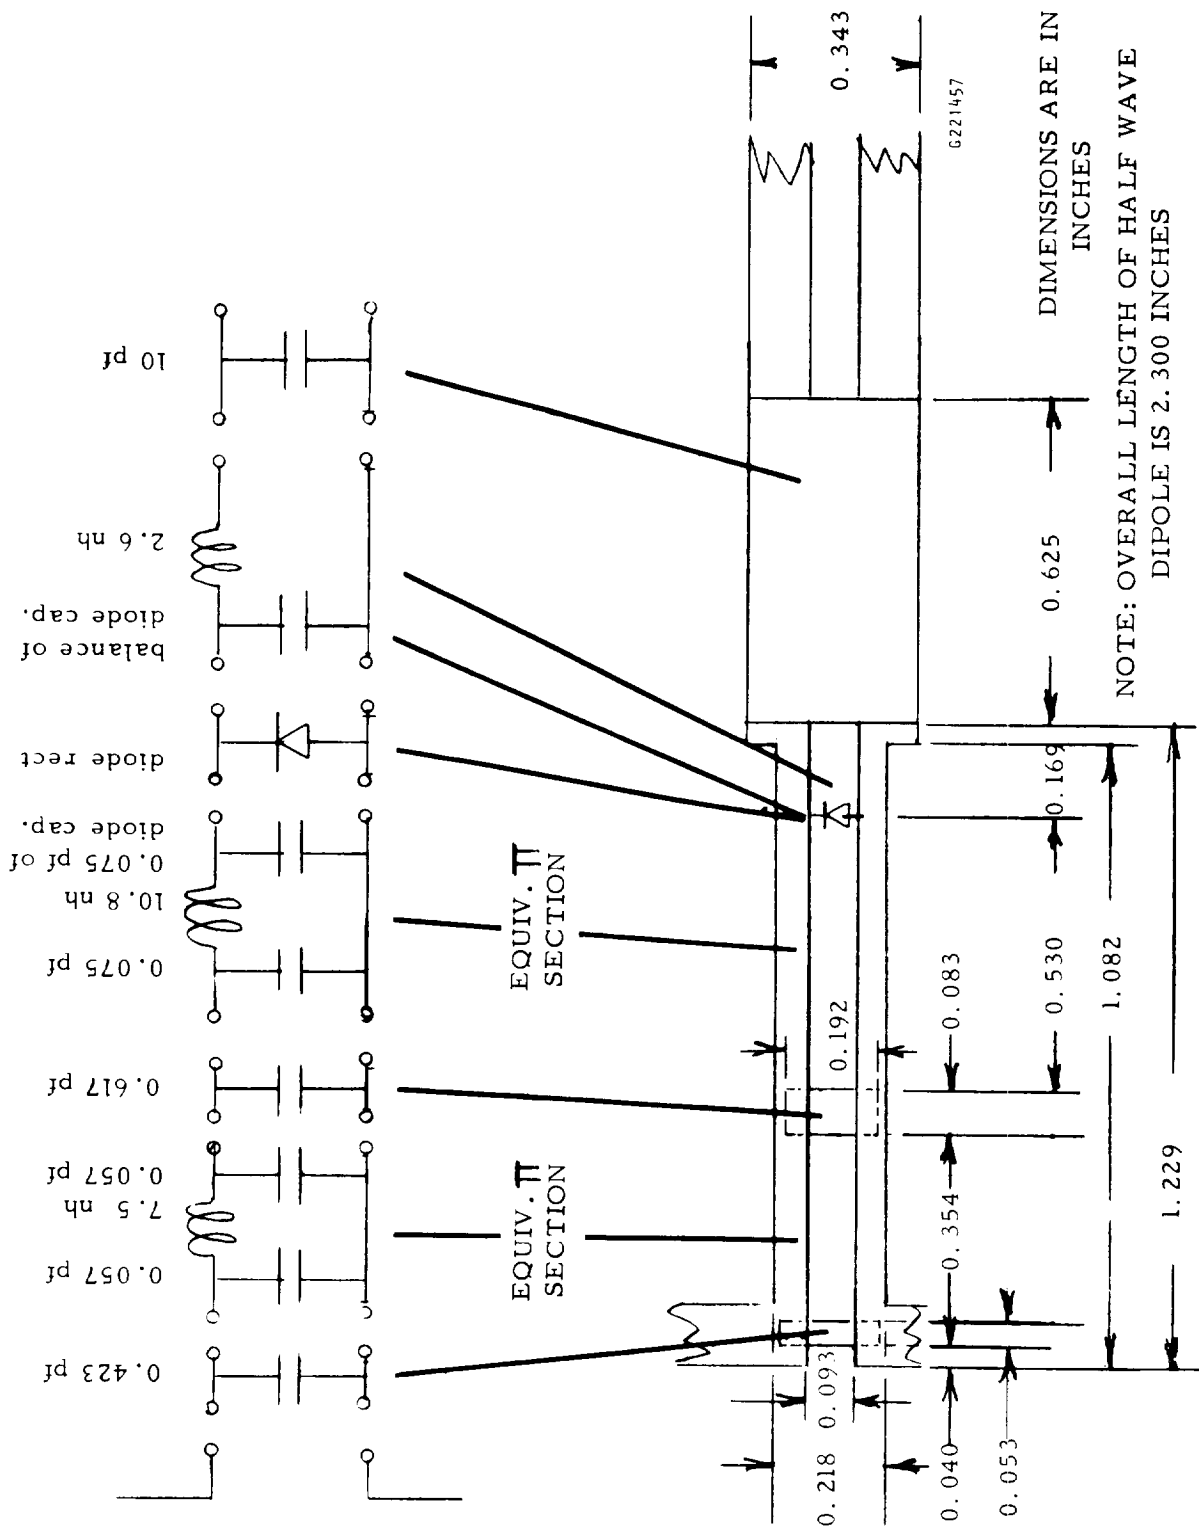 0.423 pf
0.057 pf
7.5 nh
0.057 pf
0.617 pf
0.075 pf
10.8 nh
0.075 pf of
diode cap.
diode rect
balance of
diode cap.
2.6 nh
10 pf
EQUIV. π
SECTION
EQUIV. π
SECTION
0.218
0.093
0.192
0.343
0.040
0.053
0.354
0.083
0.530
0.169
0.625
1.082
1.229
G221457
DIMENSIONS ARE IN
INCHES
NOTE: OVERALL LENGTH OF HALF WAVE
DIPOLE IS 2.300 INCHES